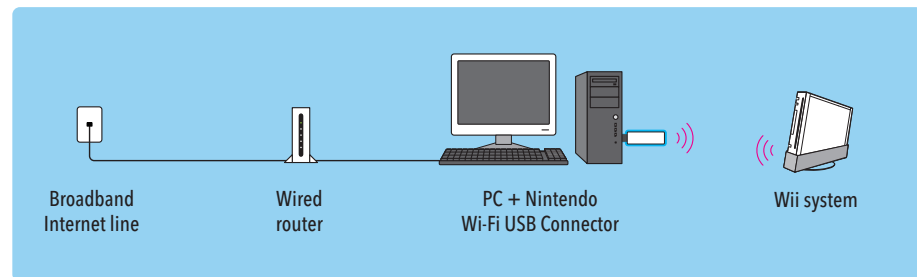 Broadband
Internet line
Wired
router
PC + Nintendo
Wi-Fi USB Connector
Wii system